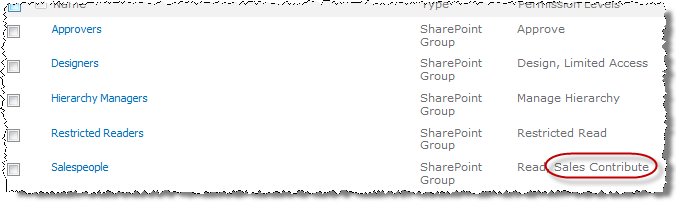 Name Type Permission Levels
Approvers SharePoint Group Approve
Designers SharePoint Group Design, Limited Access
Hierarchy Managers SharePoint Group Manage Hierarchy
Restricted Readers SharePoint Group Restricted Read
Salespeople SharePoint Group Read, Sales Contribute